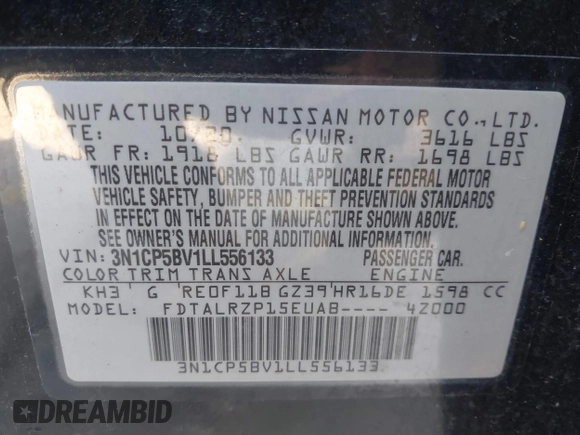 MANUFACTURED BY NISSAN MOTOR CO., LTD.
DATE: 10/20 GVWR: 3616 LBS
GAWR FR: 1918 LBS GAWR RR: 1698 LBS
THIS VEHICLE CONFORMS TO ALL APPLICABLE FEDERAL MOTOR
VEHICLE SAFETY, BUMPER AND THEFT PREVENTION STANDARDS
IN EFFECT ON THE DATE OF MANUFACTURE SHOWN ABOVE.
SEE OWNER'S MANUAL FOR ADDITIONAL INFORMATION.
VIN: 3N1CP5BV1LL556133 PASSENGER CAR.
COLOR TRIM TRANS AXLE ENGINE
KH3 G RE0F11B GZ39 HR16DE 1598 CC
MODEL: FDTALRZP15EUAB---- 4Z000
3N1CP5BV1LL556133
DREAMBID